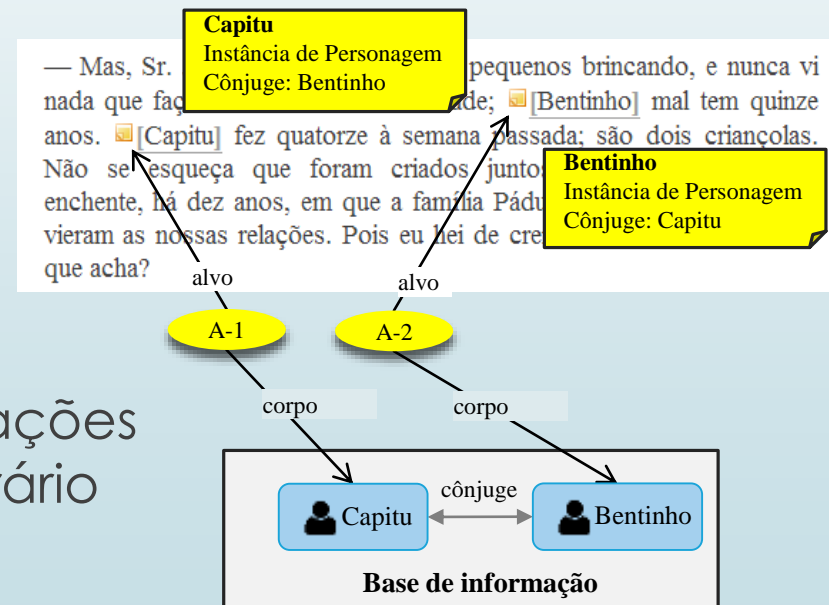 Capitu
Instância de Personagem
Cônjuge: Bentinho
— Mas, Sr. pequenos brincando, e nunca vi
nada que faç ade; [Bentinho] mal tem quinze
anos. [Capitu] fez quatorze à semana passada; são dois criançolas.
Não se esqueça que foram criados juntos
enchente, há dez anos, em que a família Pádu
vieram as nossas relações. Pois eu hei de cre
que acha?
Bentinho
Instância de Personagem
Cônjuge: Capitu
alvo alvo
A-1 A-2
corpo corpo
ações
ário
Capitu cônjuge Bentinho
Base de informação